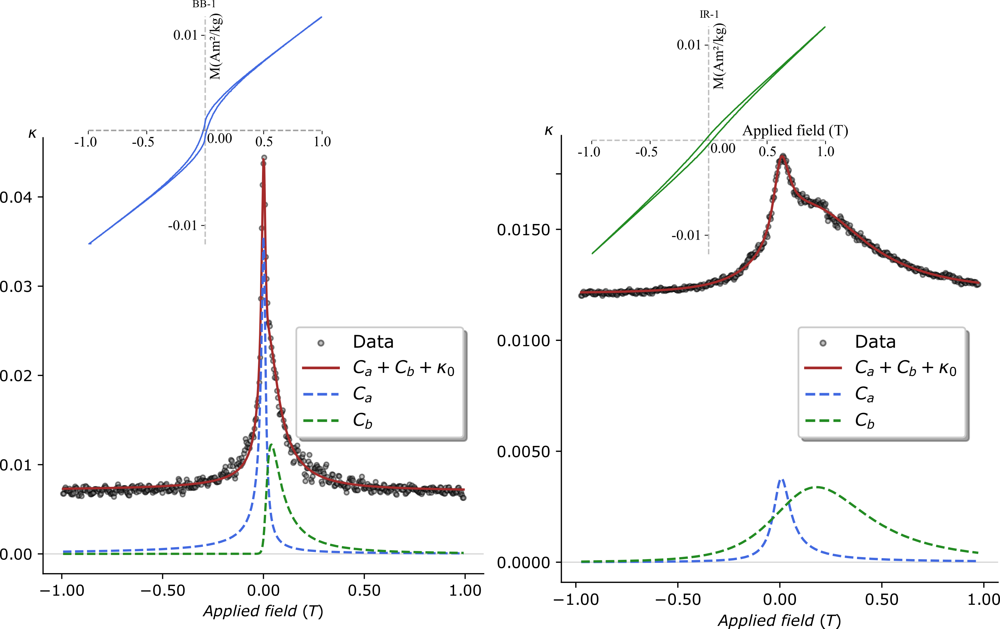 BB-1
M(Am²/kg)
0.01
-0.01
-1.0
-0.5
0.00
0.5
1.0
κ
0.04
0.03
0.02
0.01
0.00
Data
Cₐ + C_b + κ₀
Cₐ
C_b
−1.00
−0.50
0.00
0.50
1.00
Applied field (T)
IR-1
M(Am²/kg)
0.01
-0.01
Applied field (T)
-1.0
-0.5
0.00
0.5
1.0
κ
0.0150
0.0100
0.0050
0.0000
Data
Cₐ + C_b + κ₀
Cₐ
C_b
−1.00
−0.50
0.00
0.50
1.00
Applied field (T)